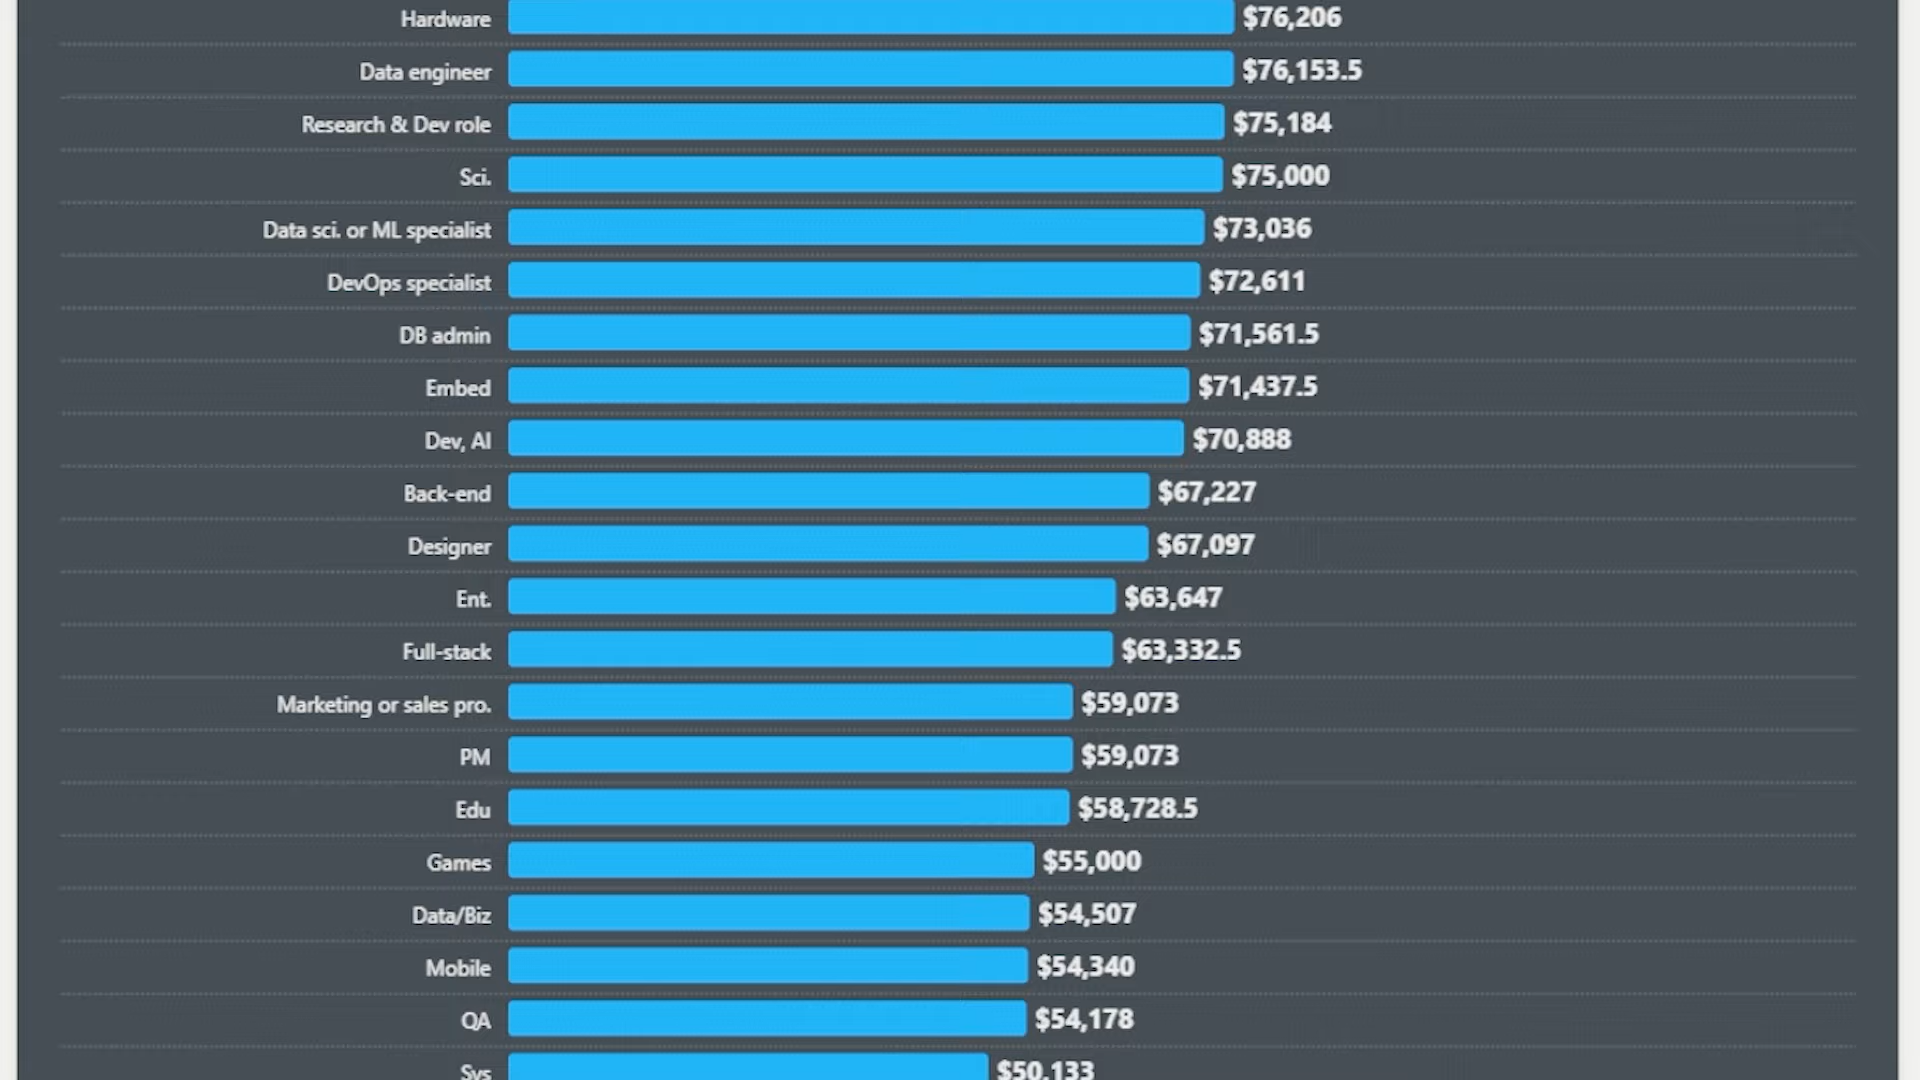 Hardware $76,206
Data engineer $76,153.5
Research & Dev role $75,184
Sci. $75,000
Data sci. or ML specialist $73,036
DevOps specialist $72,611
DB admin $71,561.5
Embed $71,437.5
Dev, AI $70,888
Back-end $67,227
Designer $67,097
Ent. $63,647
Full-stack $63,332.5
Marketing or sales pro. $59,073
PM $59,073
Edu $58,728.5
Games $55,000
Data/Biz $54,507
Mobile $54,340
QA $54,178
Sys $50,133